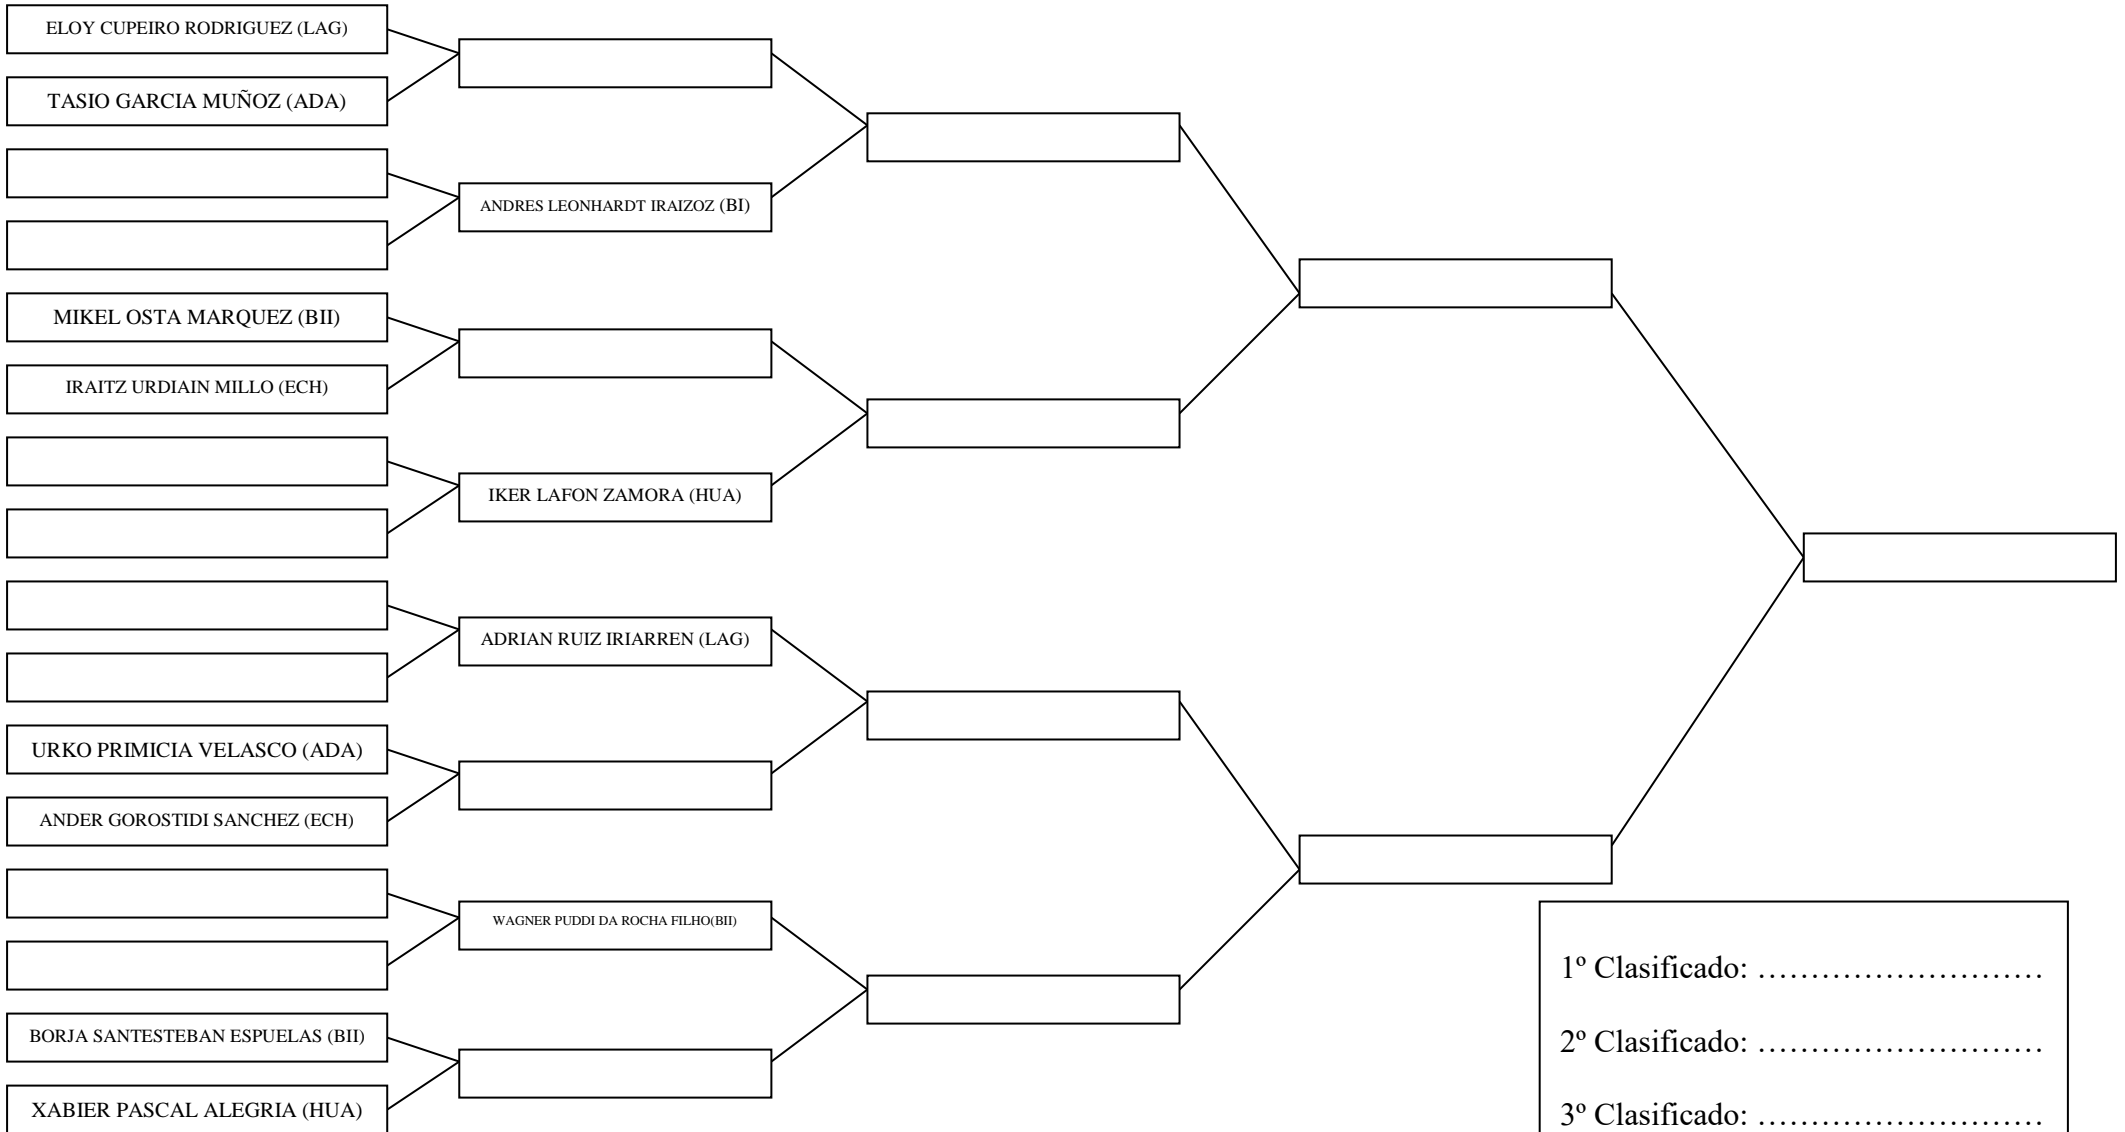 ELOY CUPEIRO RODRIGUEZ (LAG)
TASIO GARCIA MUÑOZ (ADA)
ANDRES LEONHARDT IRAIZOZ (BI)
MIKEL OSTA MARQUEZ (BII)
IRAITZ URDIAIN MILLO (ECH)
IKER LAFON ZAMORA (HUA)
ADRIAN RUIZ IRIARREN (LAG)
URKO PRIMICIA VELASCO (ADA)
ANDER GOROSTIDI SANCHEZ (ECH)
WAGNER PUDDI DA ROCHA FILHO(BII)
BORJA SANTESTEBAN ESPUELAS (BII)
XABIER PASCAL ALEGRIA (HUA)
1º Clasificado: ………………………
2º Clasificado: ………………………
3º Clasificado: ………………………